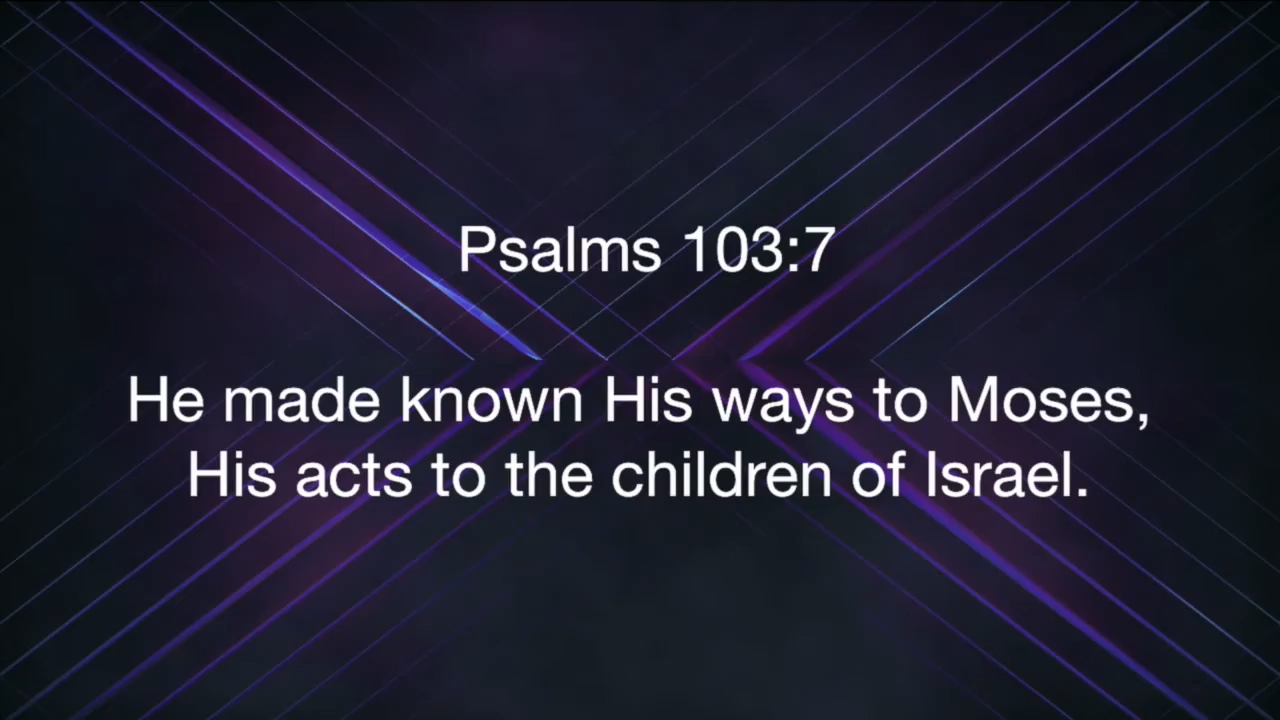 Psalms 103:7
He made known His ways to Moses,
His acts to the children of Israel.